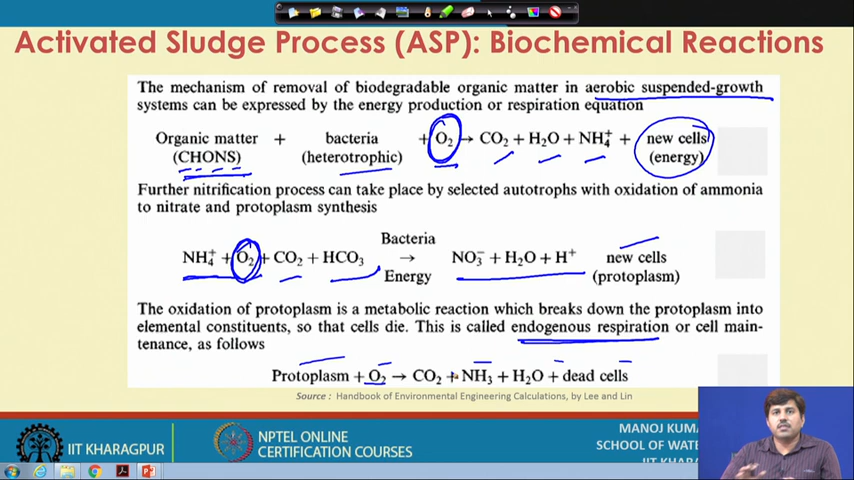 Activated Sludge Process (ASP): Biochemical Reactions
The mechanism of removal of biodegradable organic matter in aerobic suspended-growth
systems can be expressed by the energy production or respiration equation
Organic matter + bacteria + O₂ → CO₂ + H₂O + NH₄⁺ + new cells
(CHONS) (heterotrophic) (energy)
Further nitrification process can take place by selected autotrophs with oxidation of ammonia
to nitrate and protoplasm synthesis
Bacteria
NH₄⁺ + O₂ + CO₂ + HCO₃ → NO₃⁻ + H₂O + H⁺ new cells
Energy (protoplasm)
The oxidation of protoplasm is a metabolic reaction which breaks down the protoplasm into
elemental constituents, so that cells die. This is called endogenous respiration or cell main-
tenance, as follows
Protoplasm + O₂ → CO₂ + NH₃ + H₂O + dead cells
Source : Handbook of Environmental Engineering Calculations, by Lee and Lin
IIT KHARAGPUR
NPTEL ONLINE
CERTIFICATION COURSES
MANOJ KUM
SCHOOL OF WATE
IIT KHARA